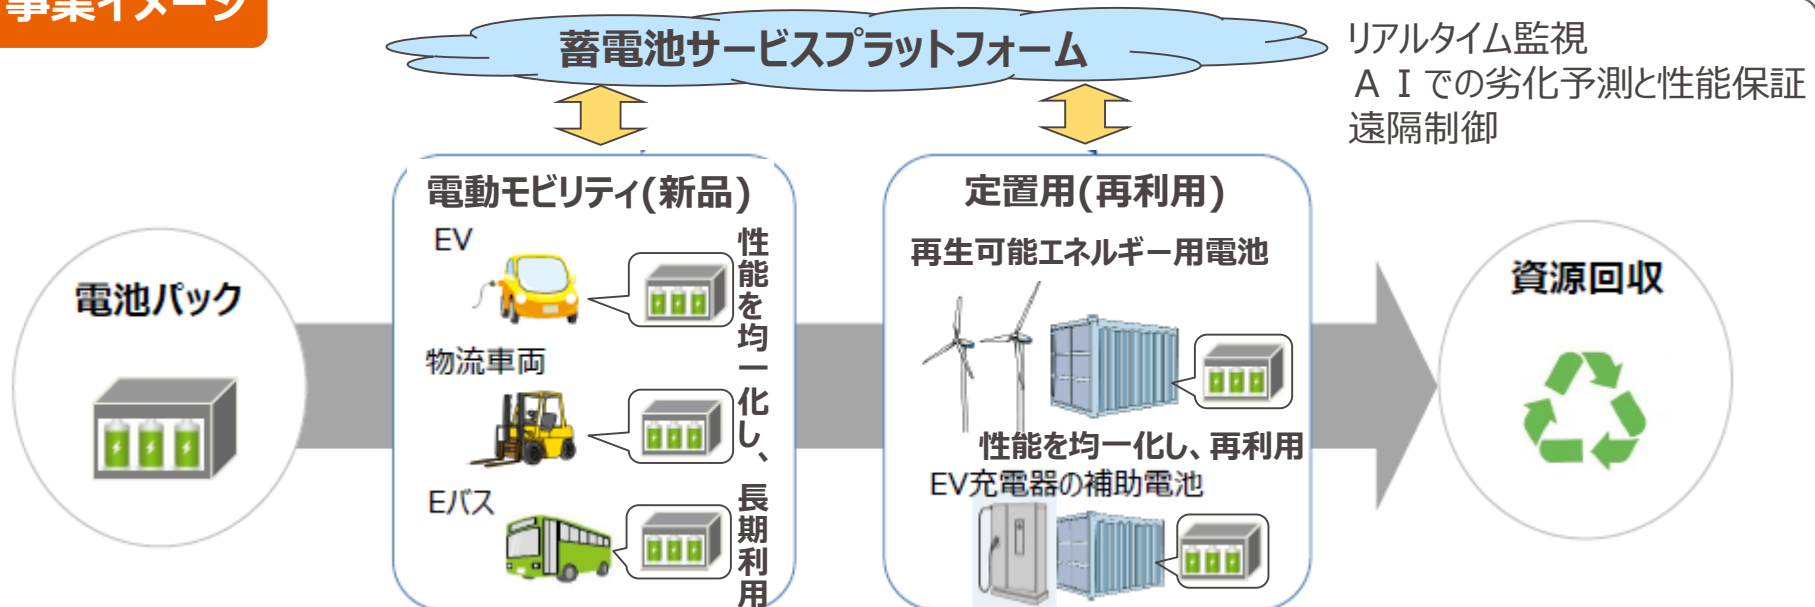 事業イメージ
蓄電池サービスプラットフォーム
リアルタイム監視
ＡＩでの劣化予測と性能保証
遠隔制御
電池パック
電動モビリティ(新品)
EV
物流車両
Eバス
性能を均一化し、長期利用
定置用(再利用)
再生可能エネルギー用電池
性能を均一化し、再利用
EV充電器の補助電池
資源回収